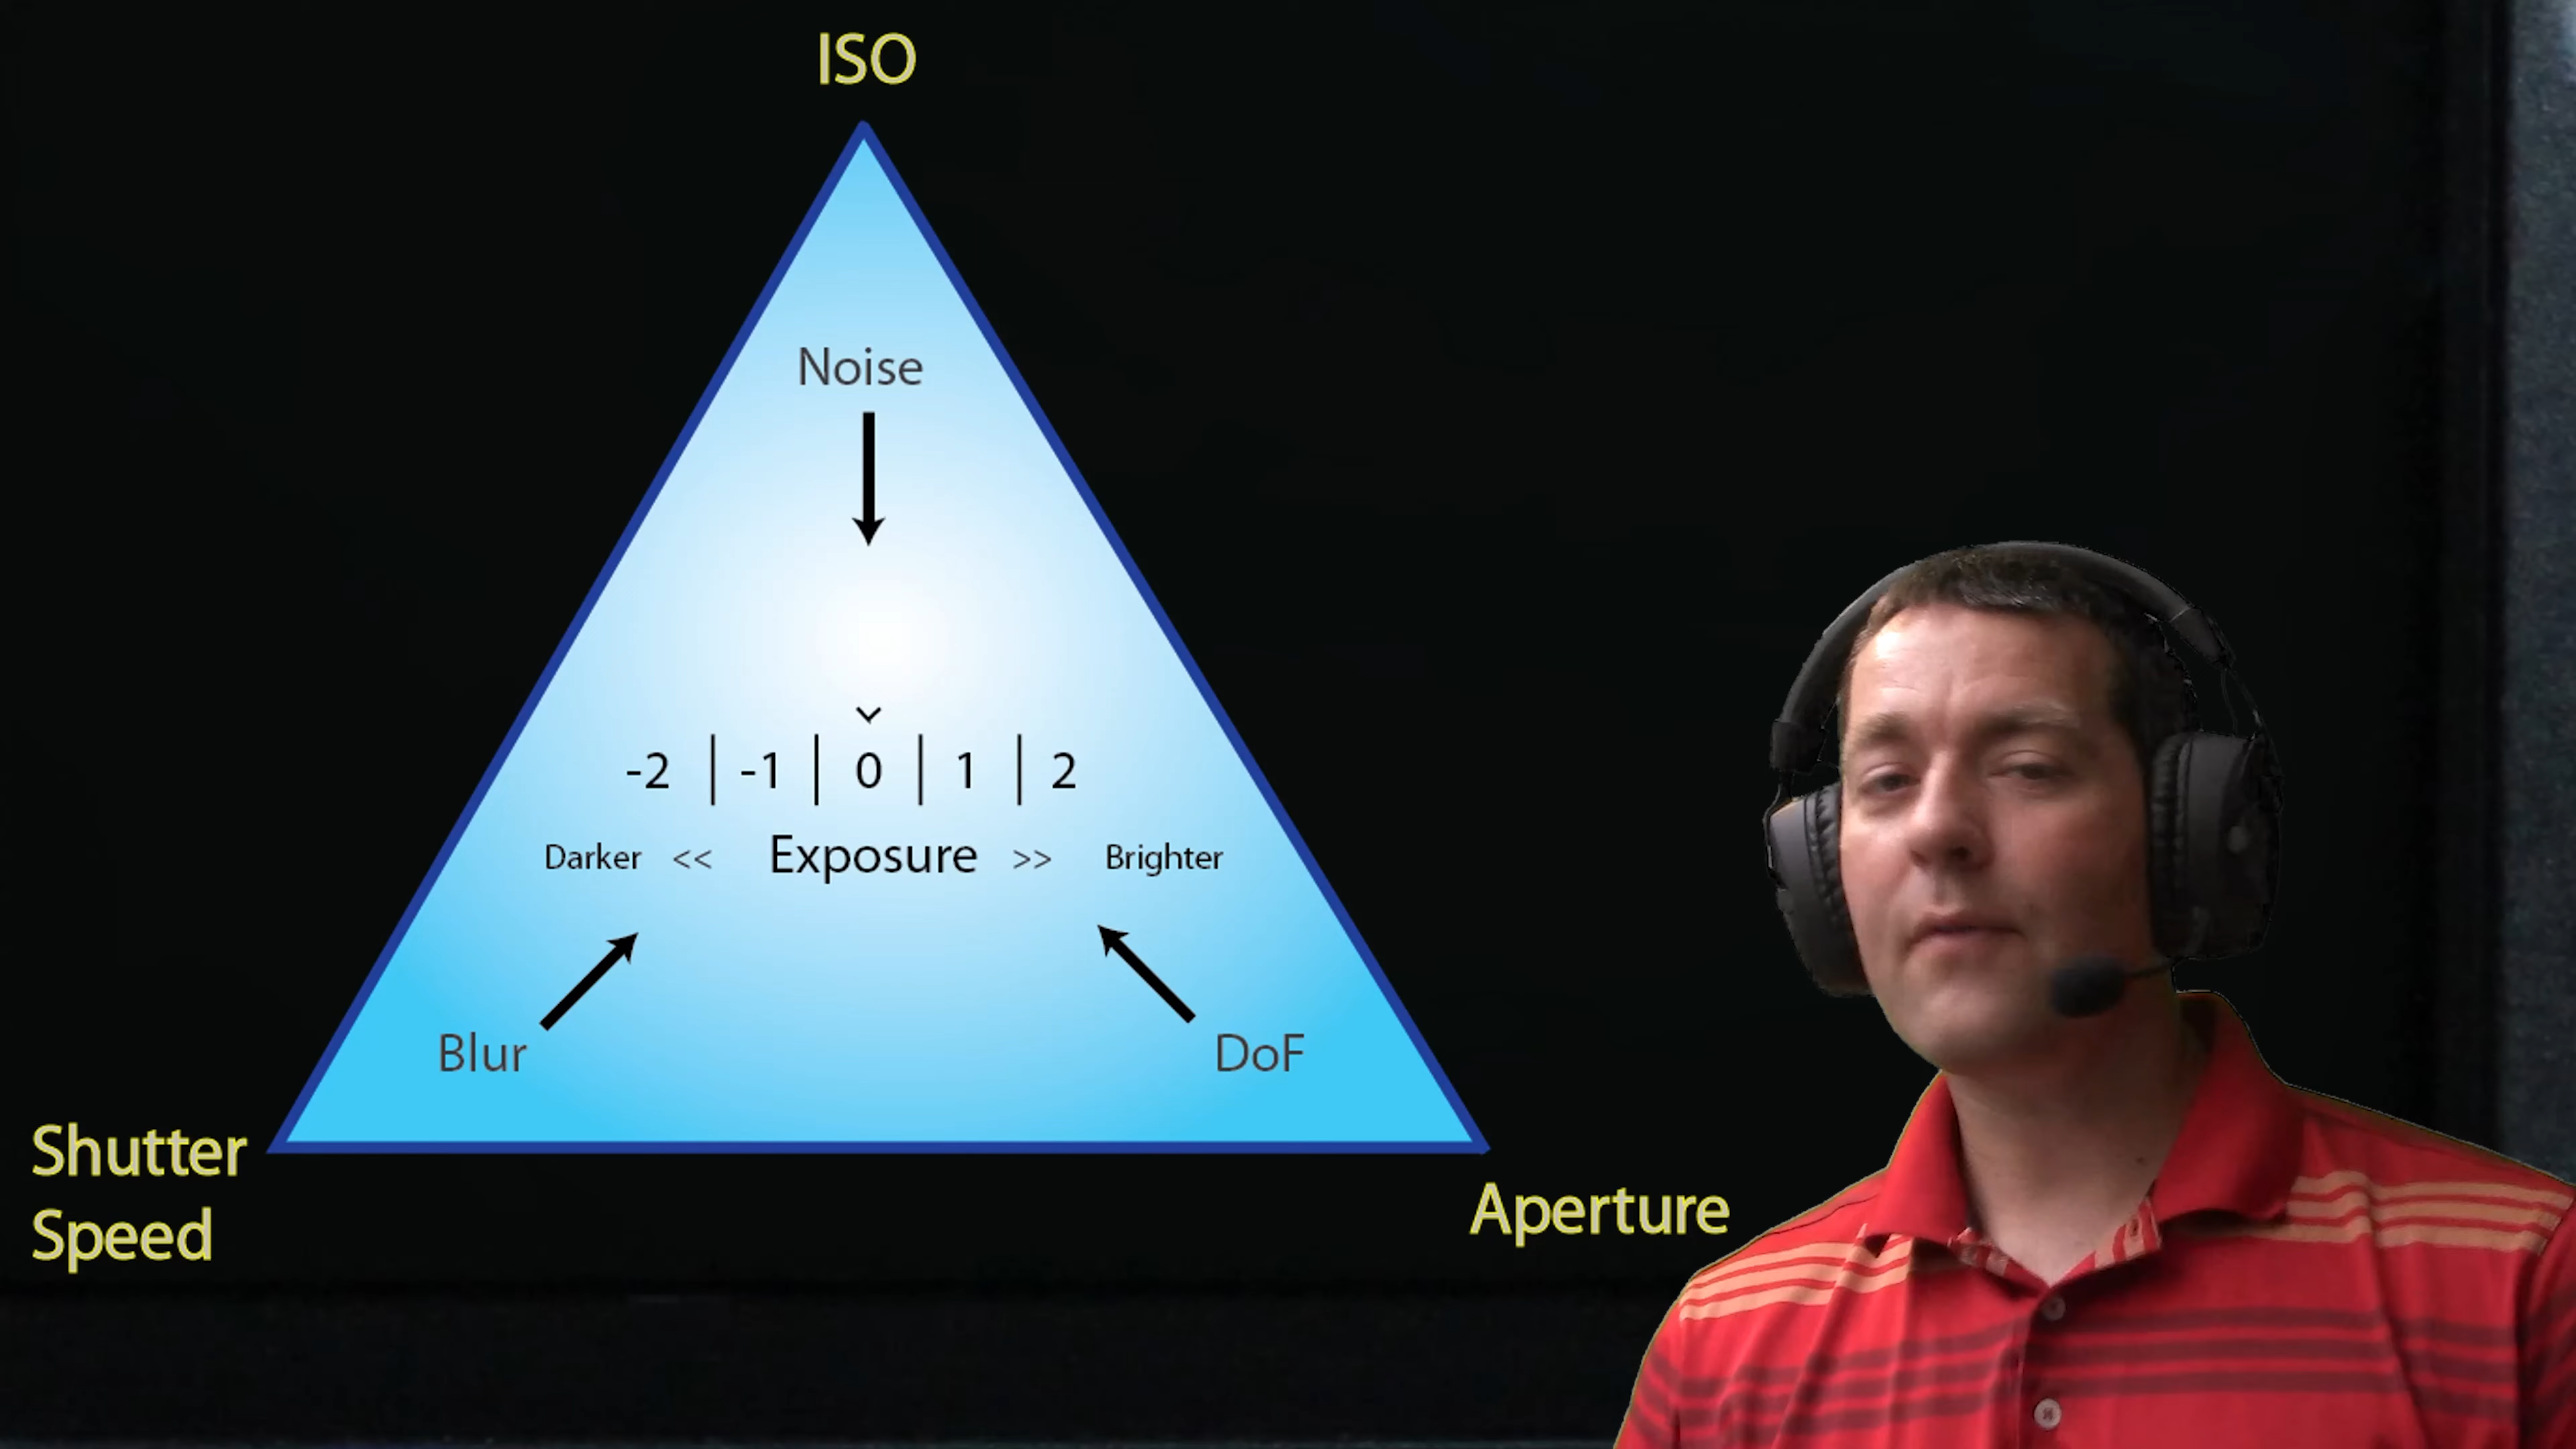 ISO
Noise
-2 | -1 | 0 | 1 | 2
Darker << Exposure >> Brighter
Blur
DoF
Shutter
Speed
Aperture